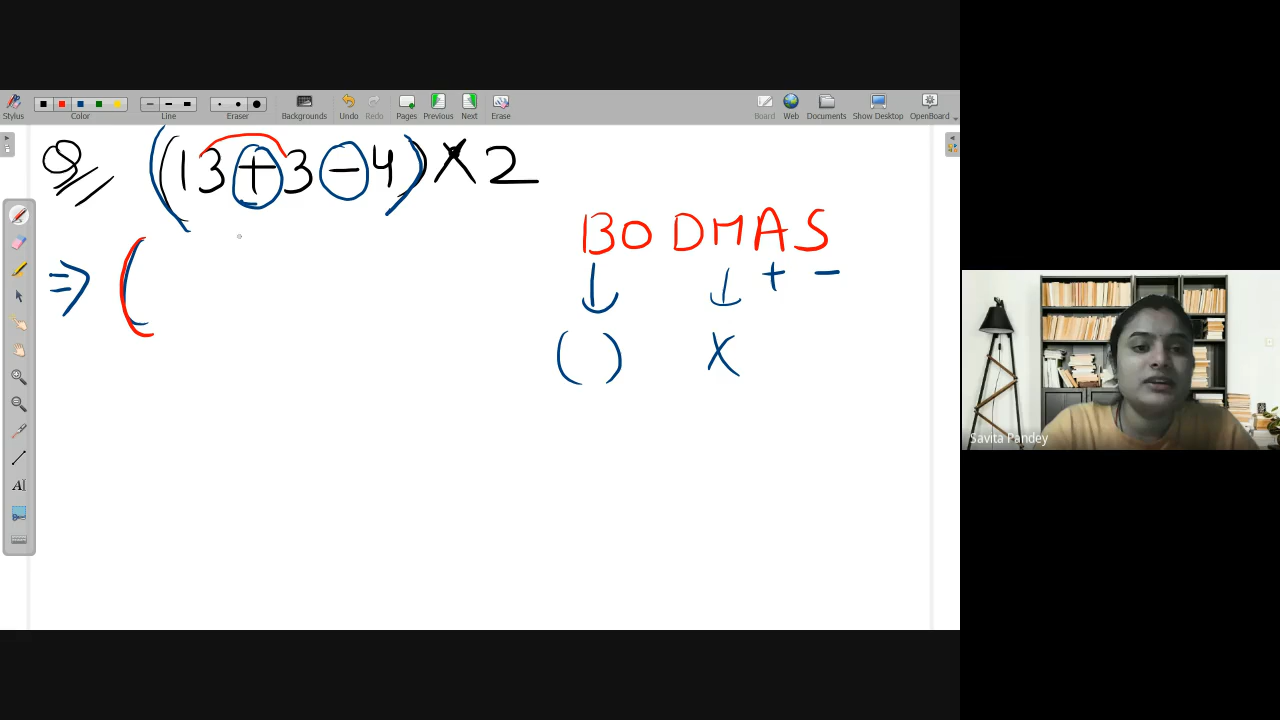 Stylus Color Line Eraser Backgrounds Undo Redo Pages Previous Next Erase Board Web Documents Show Desktop OpenBoard
Q. (13+3-4)×2
BODMAS
+ -
( ) ×
⇒ (
AI
Savita Pandey